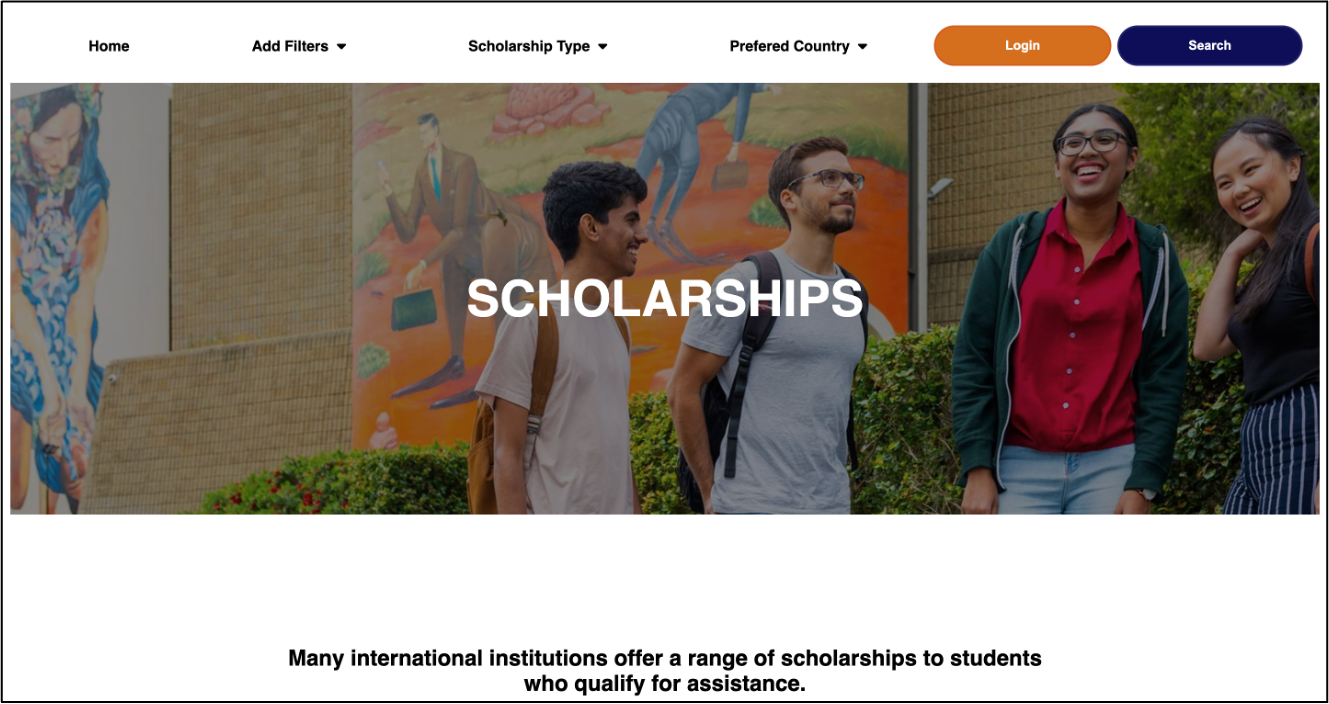 Home Add Filters Scholarship Type Prefered Country Login Search
SCHOLARSHIPS
Many international institutions offer a range of scholarships to students
who qualify for assistance.